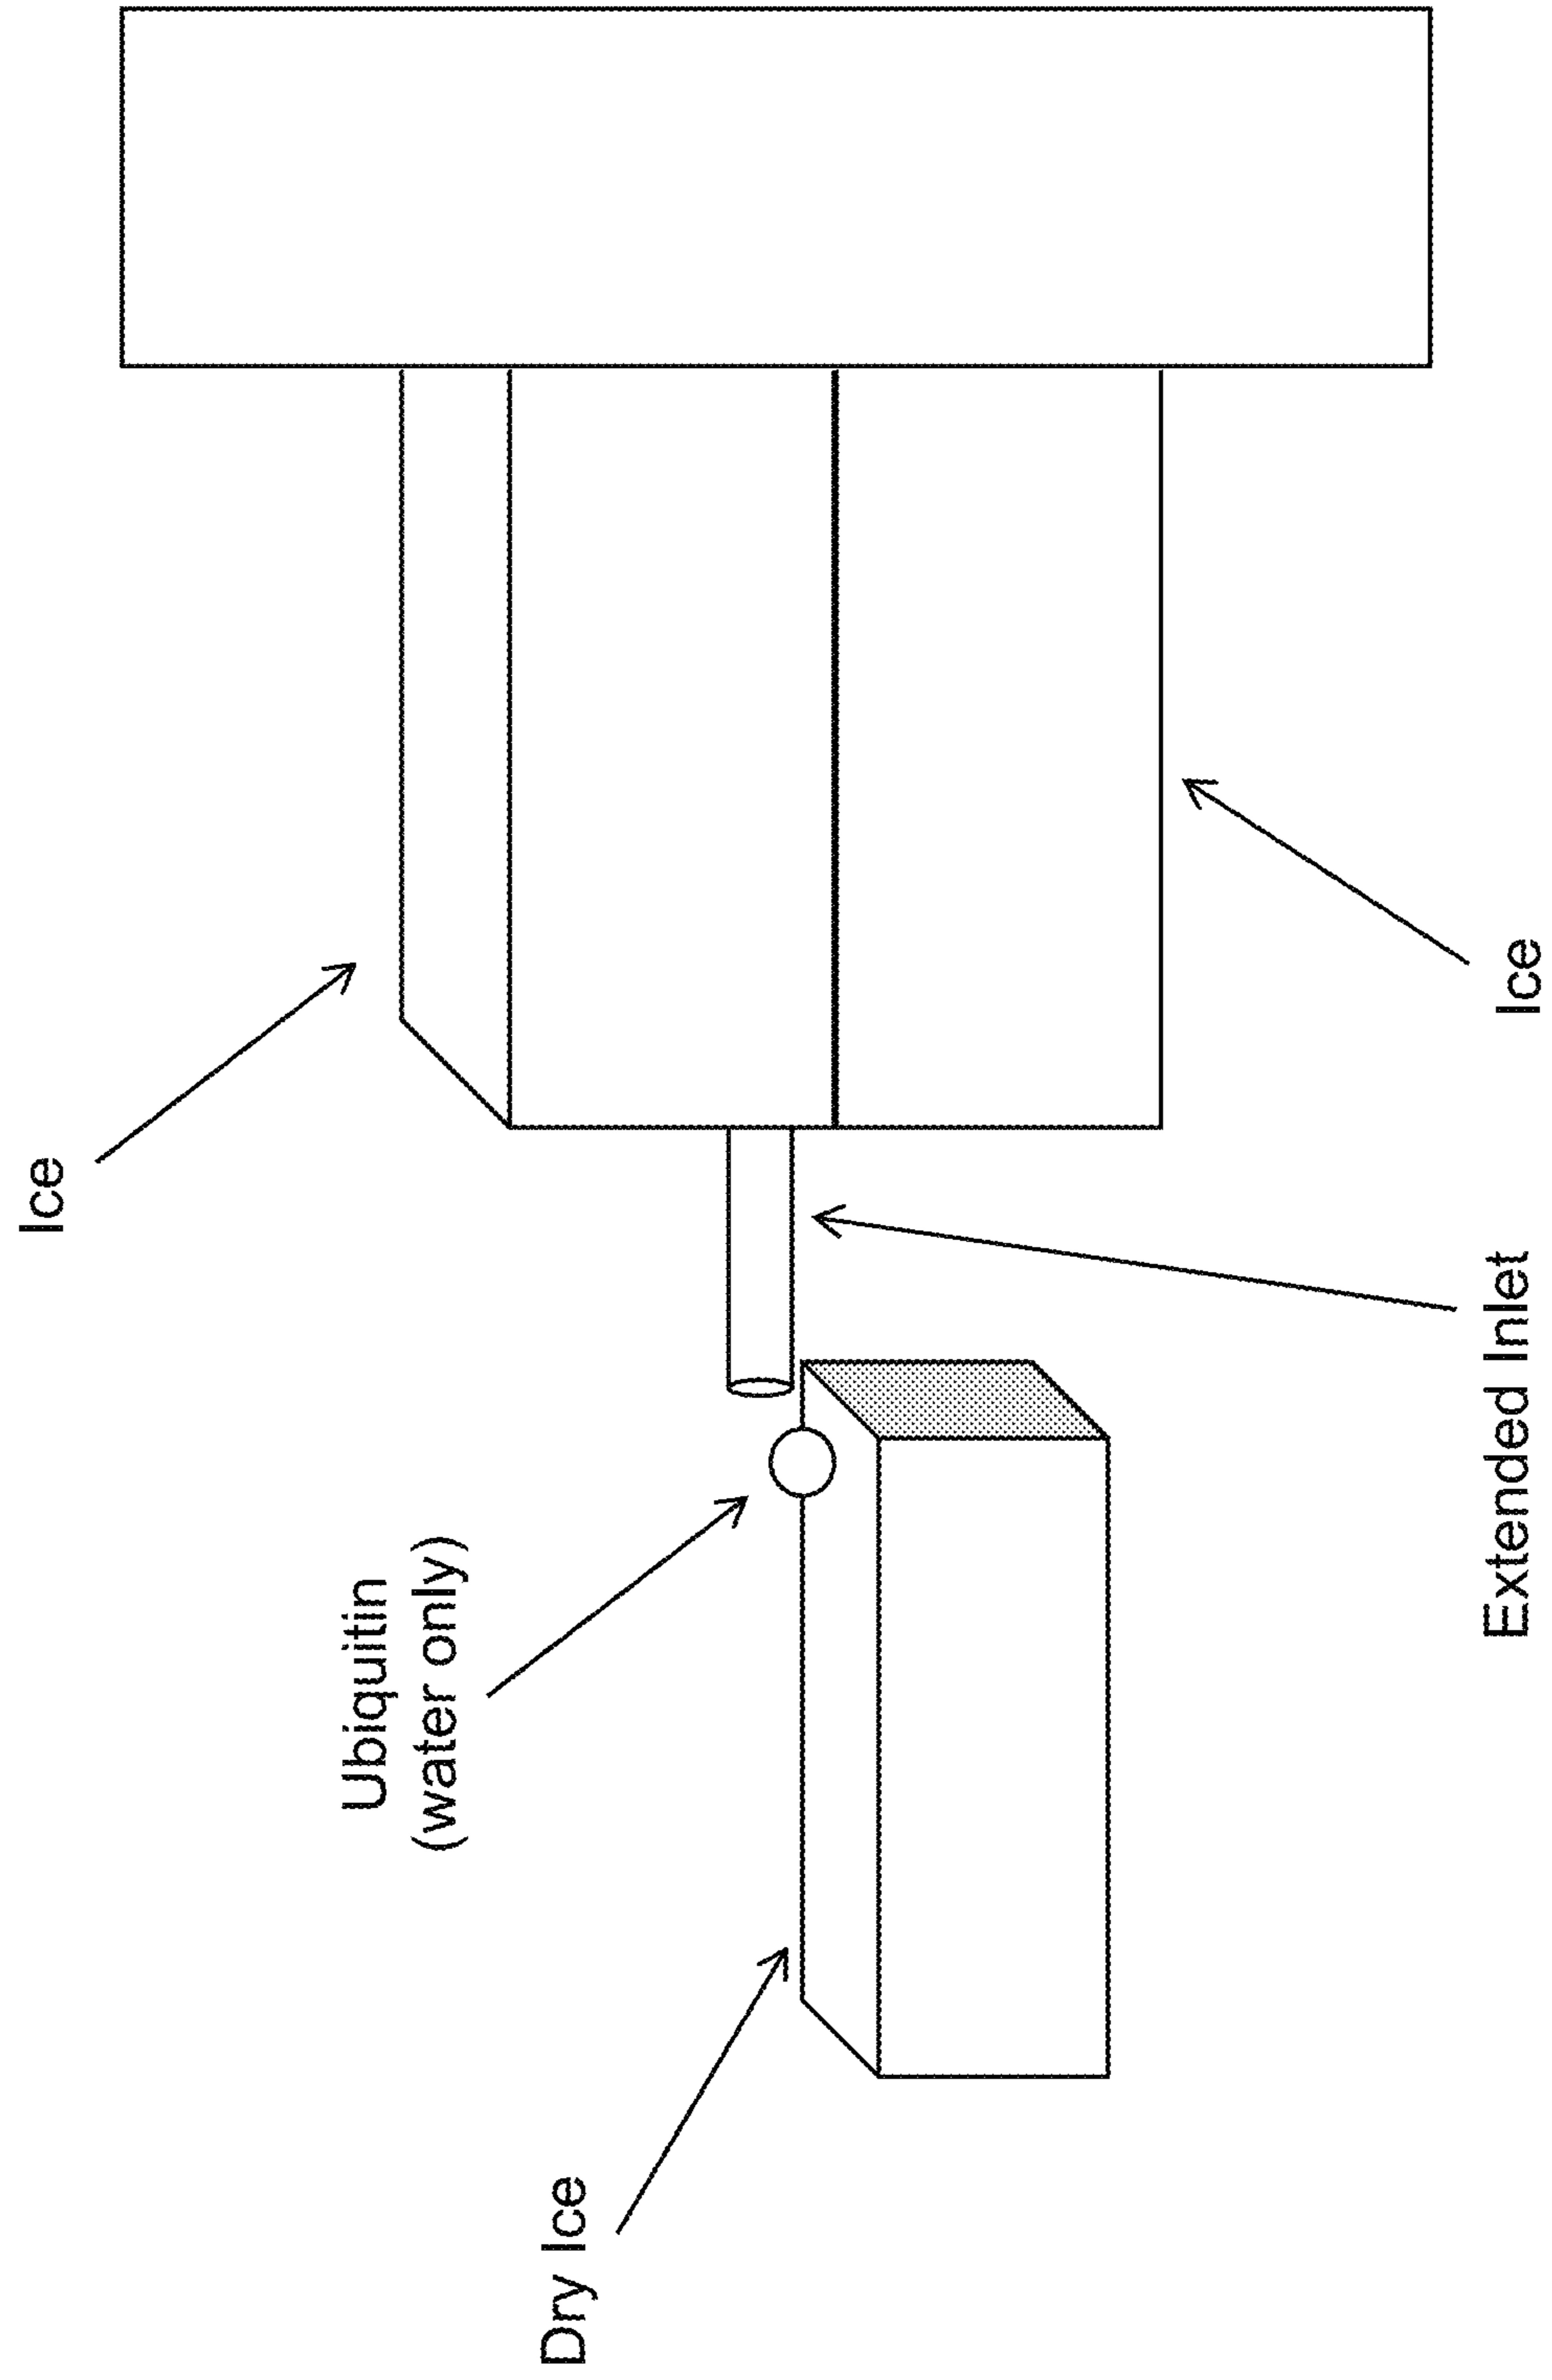 Ice
Ubiquitin
(water only)
Dry Ice
Extended Inlet
Ice